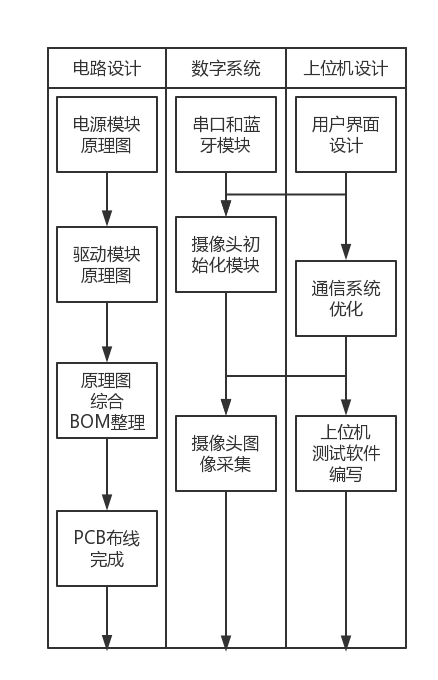 电路设计
数字系统
上位机设计
电源模块
原理图
串口和蓝
牙模块
用户界面
设计
驱动模块
原理图
摄像头初
始化模块
通信系统
优化
原理图
综合
BOM整理
摄像头图
像采集
上位机
测试软件
编写
PCB布线
完成